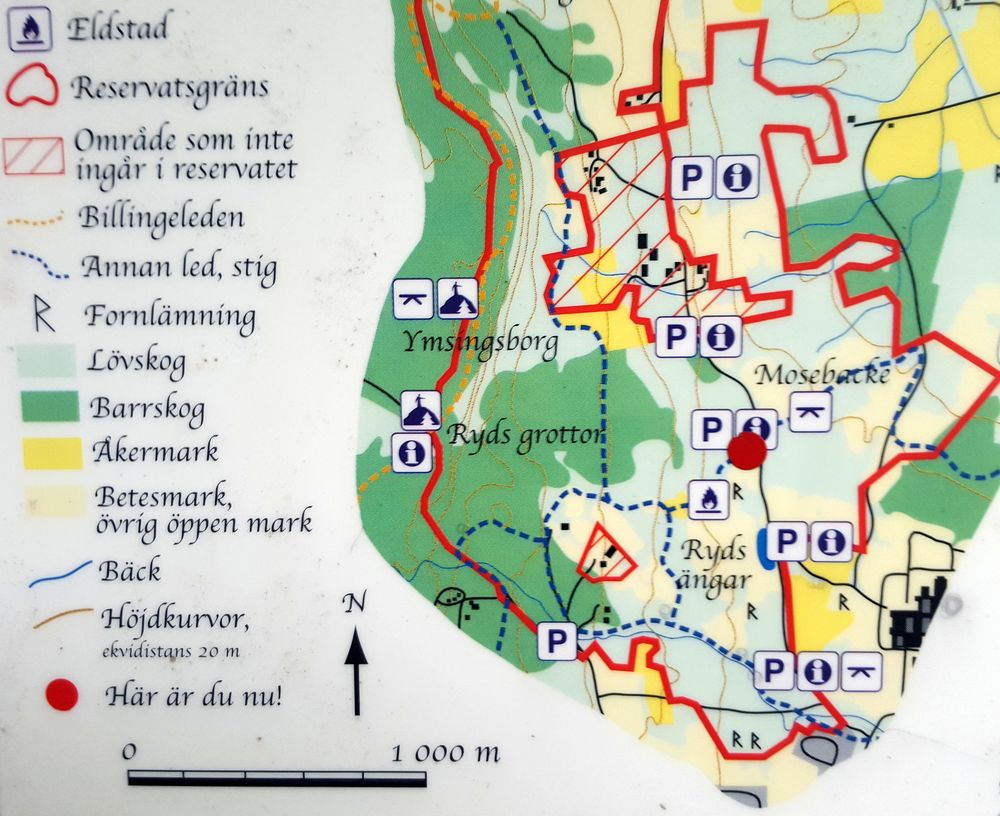 Eldstad
Reservatsgräns
Område som inte
ingår i reservatet
Billingeleden
Annan led, stig
R
Fornlämning
Lövskog
Barrskog
Åkermark
Betesmark,
övrig öppen mark
Bäck
Höjdkurvor,
ekvidistans 20 m
Här är du nu!
0
1 000 m
N
P i
P i
Ymsingsborg
Mosebacke
P i
Ryds grottor
i
R
Ryds
ängar
P i
R
R
P
P i
R R